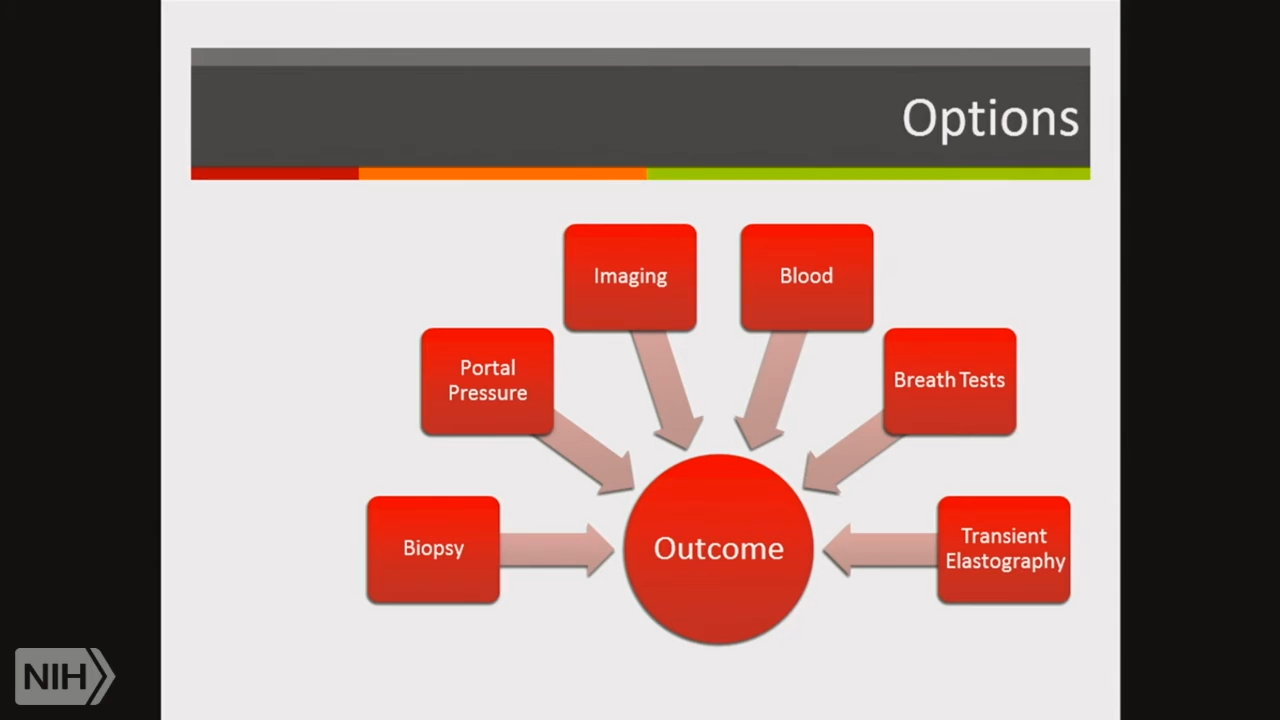 Options
Imaging
Blood
Portal
Pressure
Breath Tests
Biopsy
Outcome
Transient
Elastography
NIH